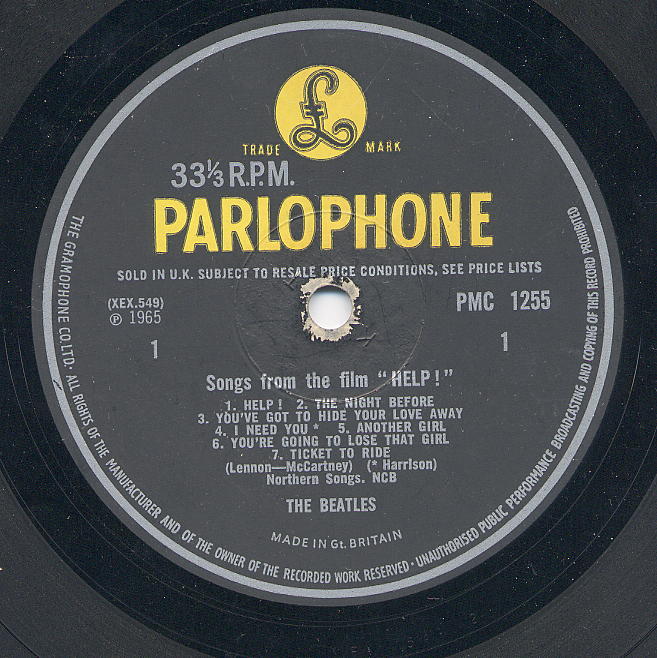 £
TRADE MARK
33⅓ R.P.M.
PARLOPHONE
SOLD IN U.K. SUBJECT TO RESALE PRICE CONDITIONS, SEE PRICE LISTS
(XEX.549)
℗ 1965
PMC 1255
1
1
Songs from the film "HELP!"
1. HELP! 2. THE NIGHT BEFORE
3. YOU'VE GOT TO HIDE YOUR LOVE AWAY
4. I NEED YOU * 5. ANOTHER GIRL
6. YOU'RE GOING TO LOSE THAT GIRL
7. TICKET TO RIDE
(Lennon—McCartney) (* Harrison)
Northern Songs. NCB
THE BEATLES
MADE IN Gt. BRITAIN
THE GRAMOPHONE CO. LTD. · ALL RIGHTS OF THE MANUFACTURER AND OF THE OWNER OF THE RECORDED WORK RESERVED · UNAUTHORISED PUBLIC PERFORMANCE BROADCASTING AND COPYING OF THIS RECORD PROHIBITED